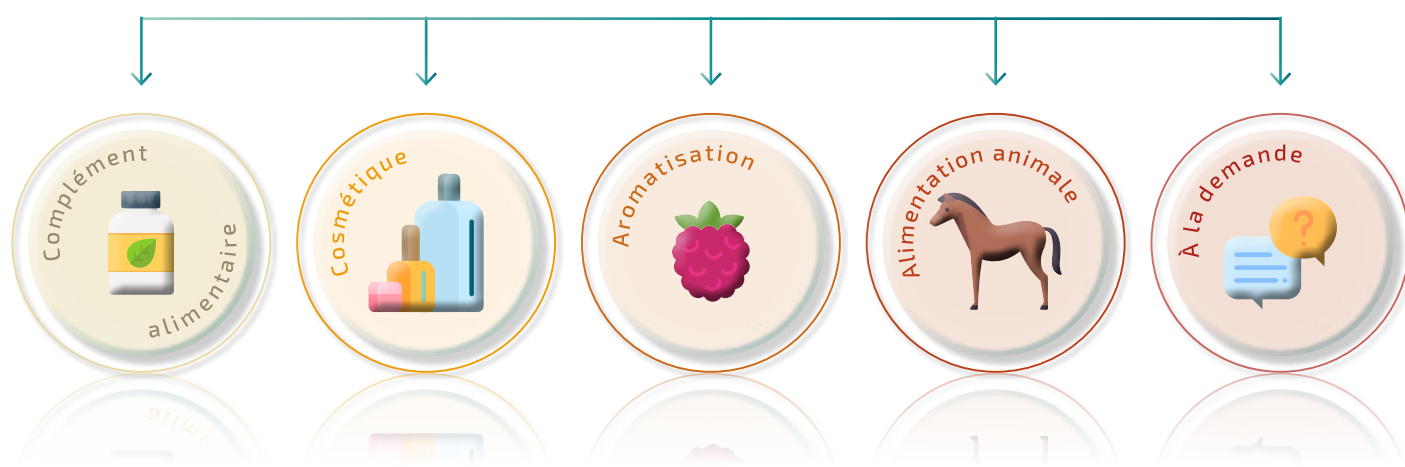 Complément
alimentaire
Cosmétique
Aromatisation
Alimentation animale
À la demande
?